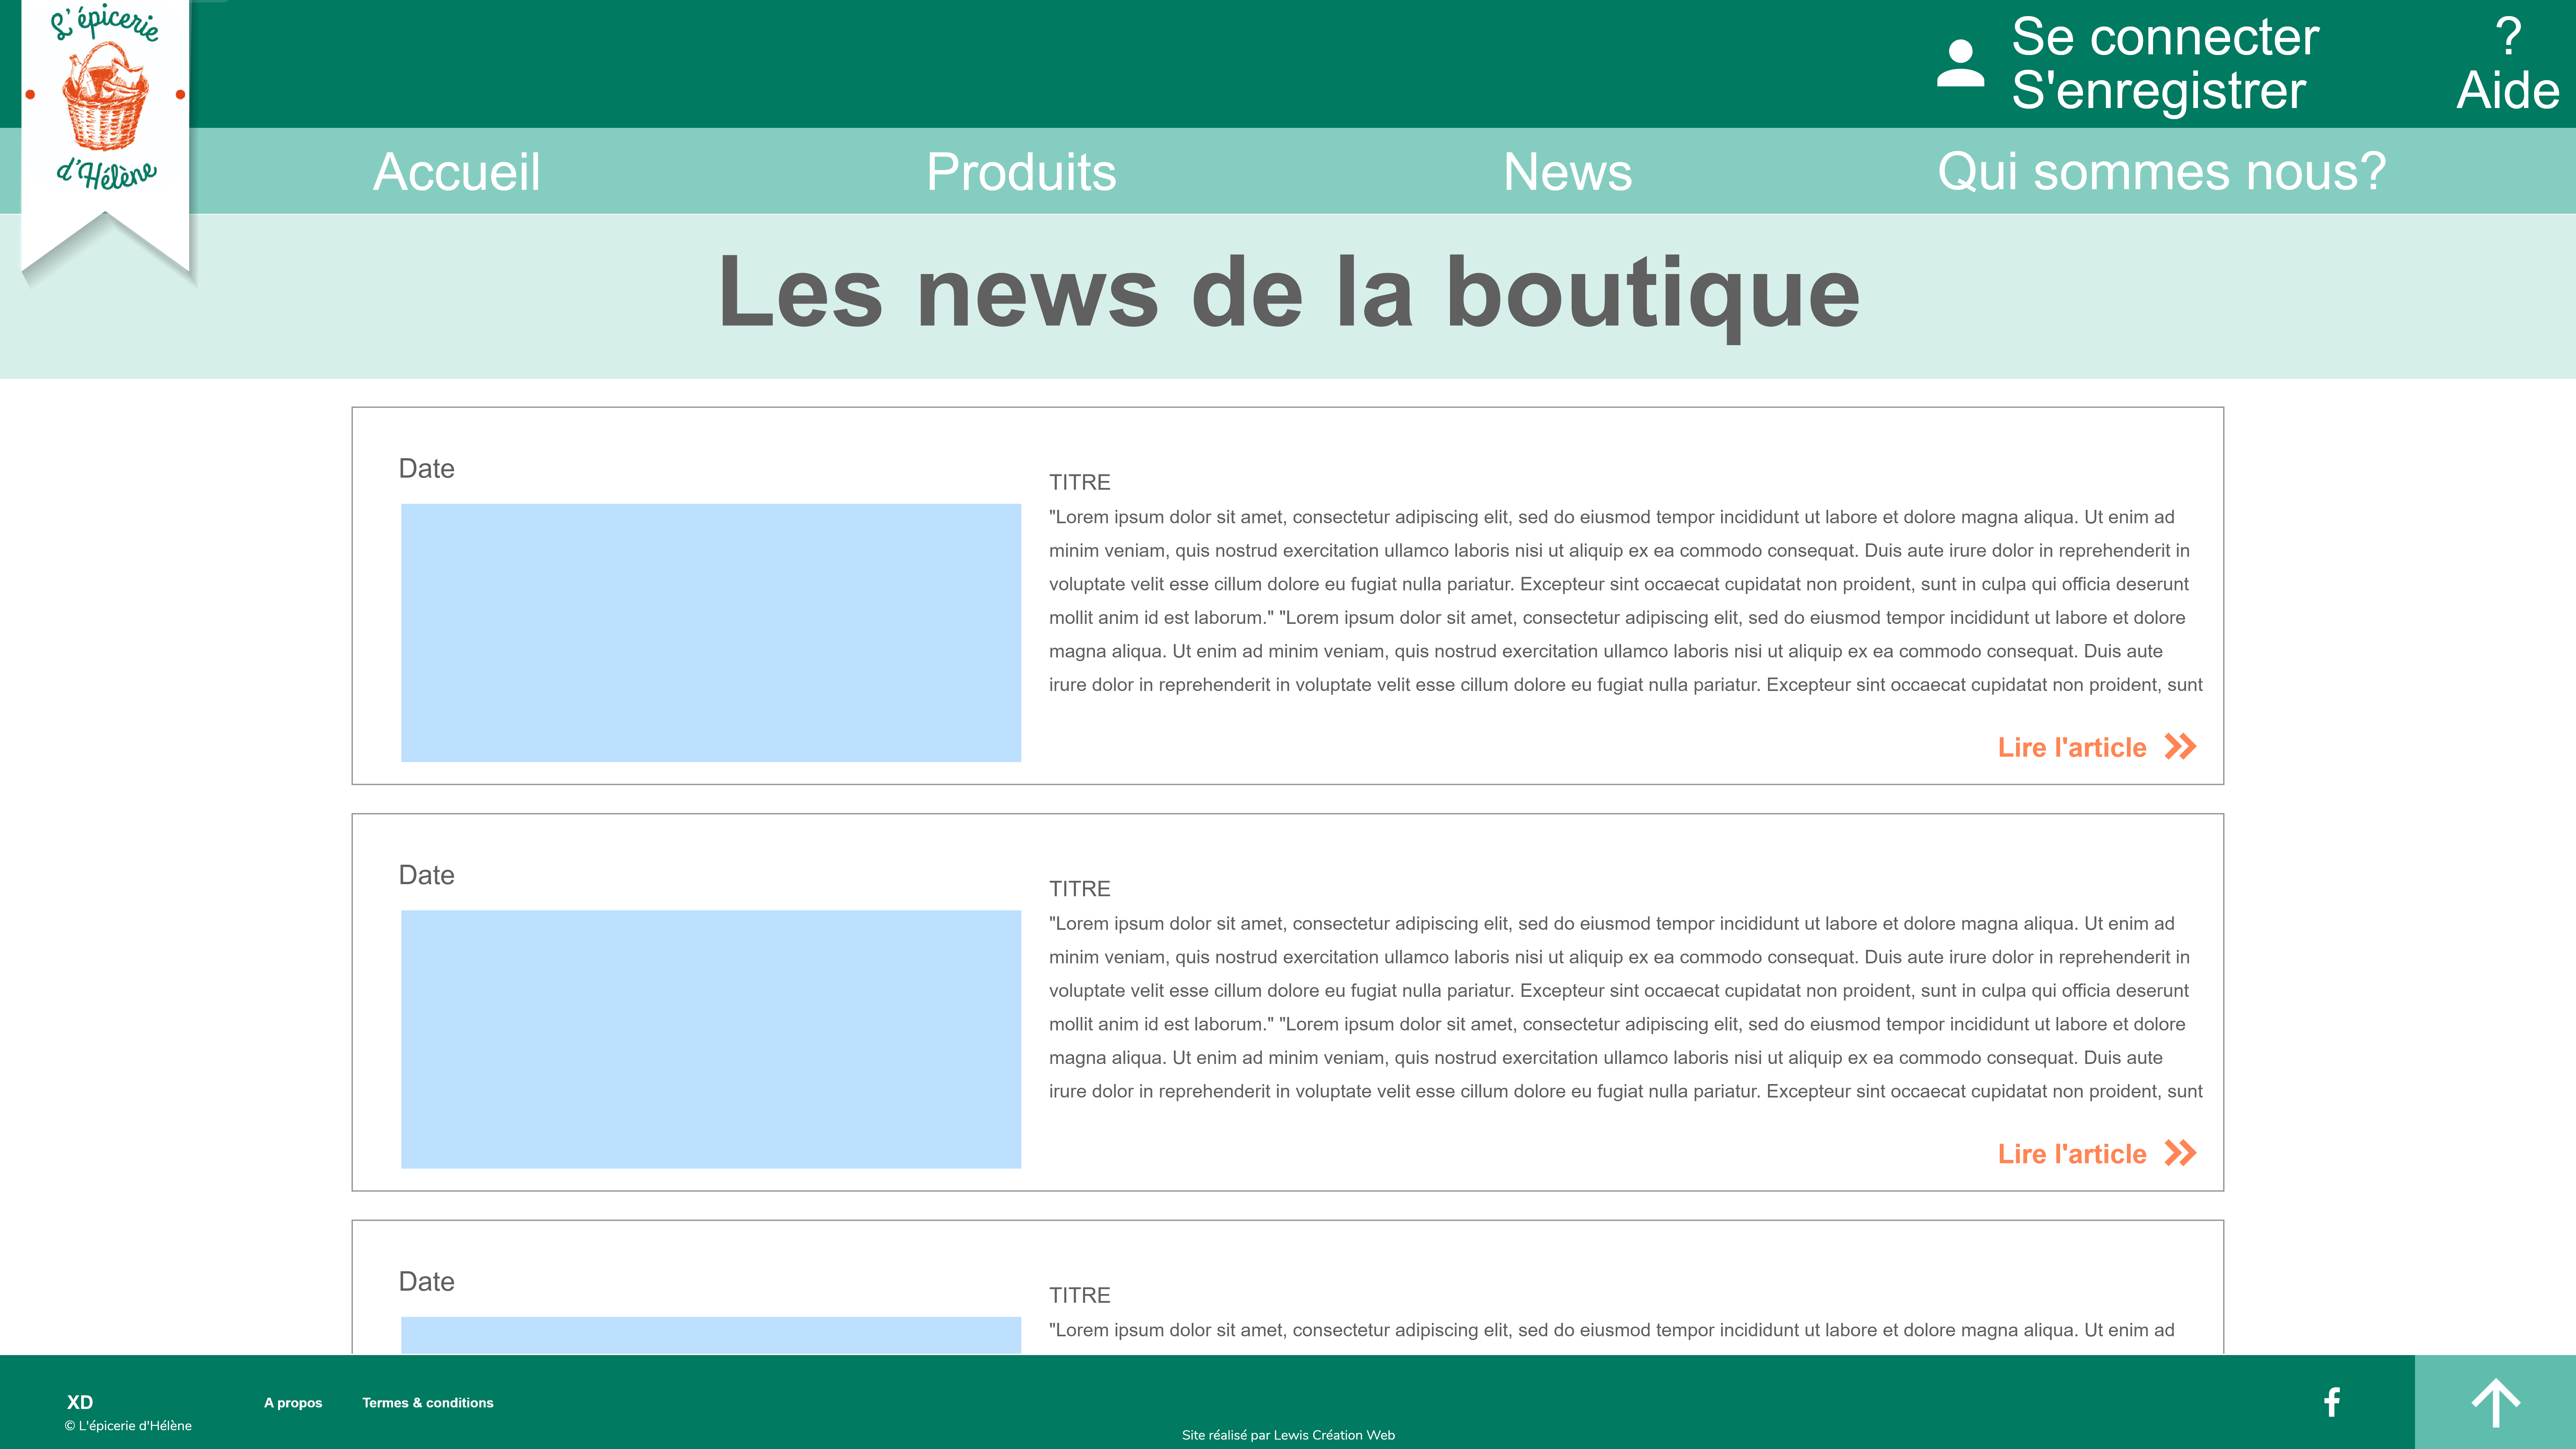 L'épicerie
d'Hélène
Se connecter
S'enregistrer
?
Aide
Accueil
Produits
News
Qui sommes nous?
Les news de la boutique
Date
TITRE
"Lorem ipsum dolor sit amet, consectetur adipiscing elit, sed do eiusmod tempor incididunt ut labore et dolore magna aliqua. Ut enim ad
minim veniam, quis nostrud exercitation ullamco laboris nisi ut aliquip ex ea commodo consequat. Duis aute irure dolor in reprehenderit in
voluptate velit esse cillum dolore eu fugiat nulla pariatur. Excepteur sint occaecat cupidatat non proident, sunt in culpa qui officia deserunt
mollit anim id est laborum." "Lorem ipsum dolor sit amet, consectetur adipiscing elit, sed do eiusmod tempor incididunt ut labore et dolore
magna aliqua. Ut enim ad minim veniam, quis nostrud exercitation ullamco laboris nisi ut aliquip ex ea commodo consequat. Duis aute
irure dolor in reprehenderit in voluptate velit esse cillum dolore eu fugiat nulla pariatur. Excepteur sint occaecat cupidatat non proident, sunt
Lire l'article
Date
TITRE
"Lorem ipsum dolor sit amet, consectetur adipiscing elit, sed do eiusmod tempor incididunt ut labore et dolore magna aliqua. Ut enim ad
minim veniam, quis nostrud exercitation ullamco laboris nisi ut aliquip ex ea commodo consequat. Duis aute irure dolor in reprehenderit in
voluptate velit esse cillum dolore eu fugiat nulla pariatur. Excepteur sint occaecat cupidatat non proident, sunt in culpa qui officia deserunt
mollit anim id est laborum." "Lorem ipsum dolor sit amet, consectetur adipiscing elit, sed do eiusmod tempor incididunt ut labore et dolore
magna aliqua. Ut enim ad minim veniam, quis nostrud exercitation ullamco laboris nisi ut aliquip ex ea commodo consequat. Duis aute
irure dolor in reprehenderit in voluptate velit esse cillum dolore eu fugiat nulla pariatur. Excepteur sint occaecat cupidatat non proident, sunt
Lire l'article
Date
TITRE
"Lorem ipsum dolor sit amet, consectetur adipiscing elit, sed do eiusmod tempor incididunt ut labore et dolore magna aliqua. Ut enim ad
XD
A propos
Termes & conditions
© L'épicerie d'Hélène
Site réalisé par Lewis Création Web